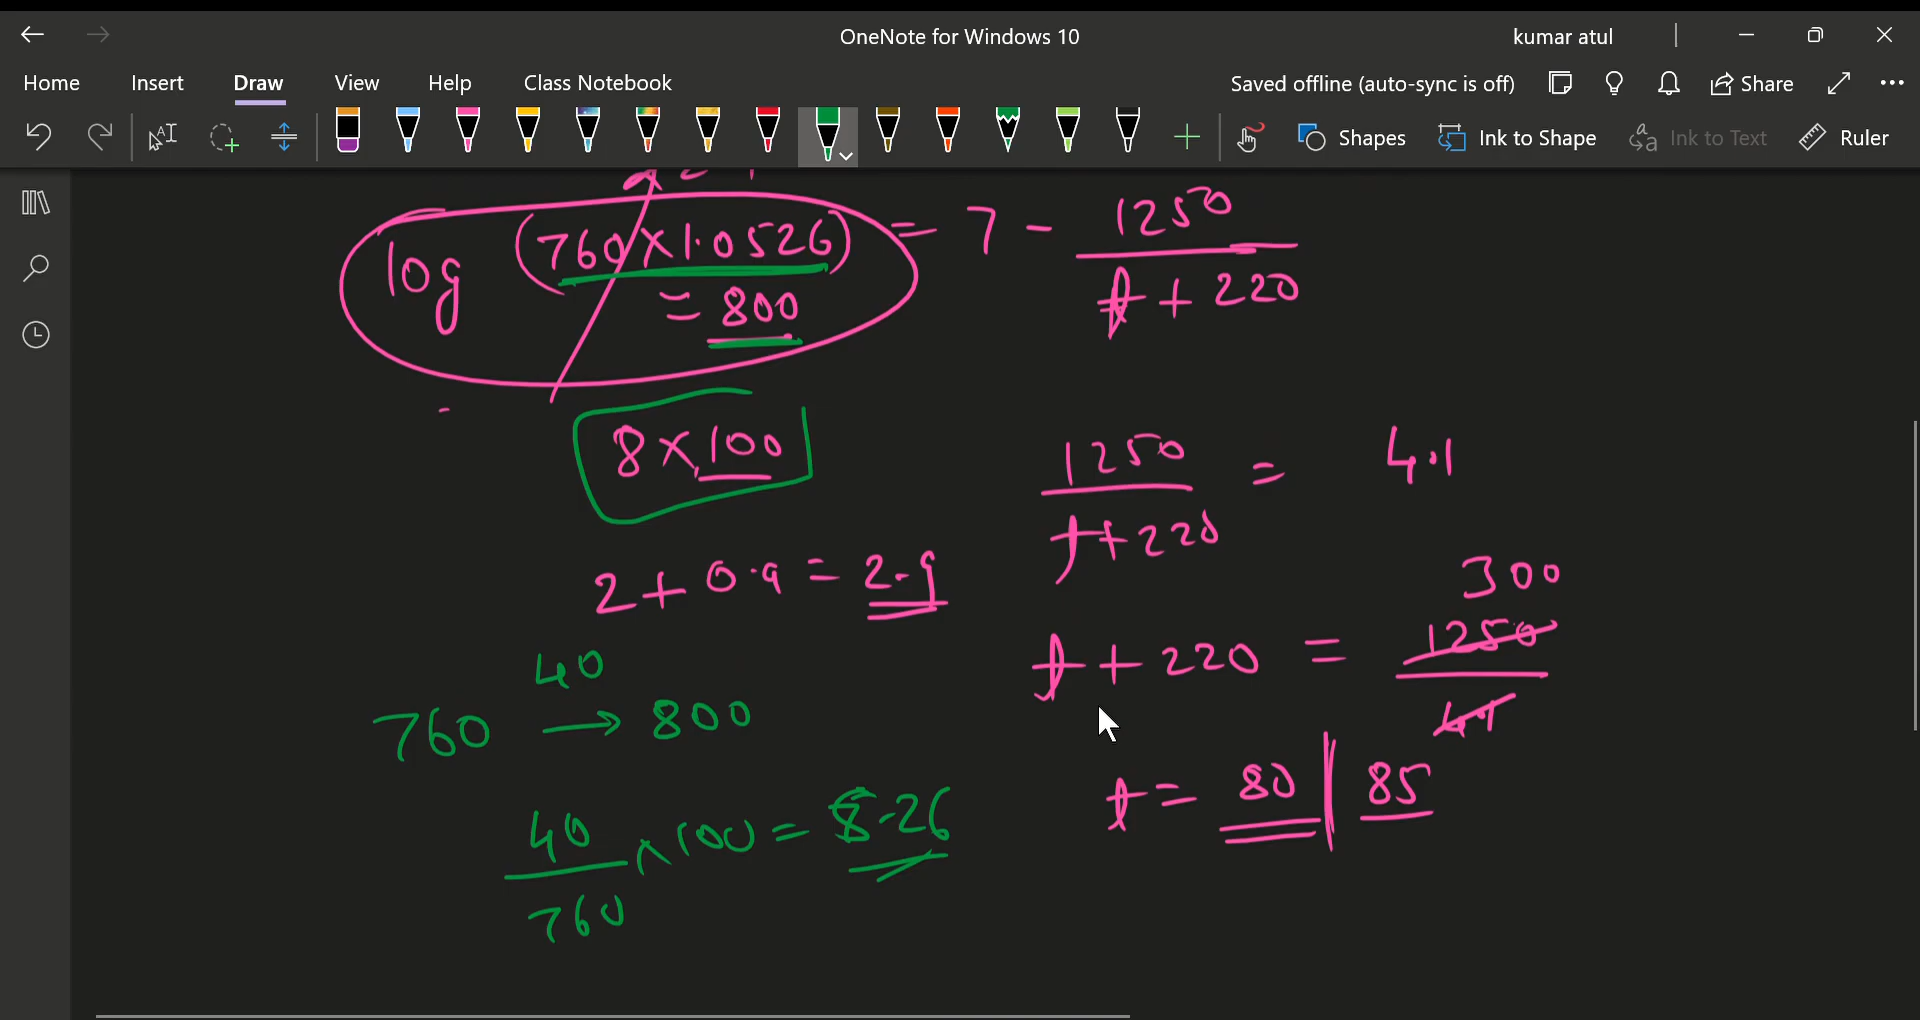 OneNote for Windows 10
kumar atul
Home Insert Draw View Help Class Notebook
Saved offline (auto-sync is off) Share
Shapes Ink to Shape Ink to Text Ruler
log (760 × 1.0526) = 7 - 1250 / t + 220
= 800
8 × 100
1250 / t + 220 = 4.1
2 + 0.9 = 2.9
t + 220 = 1250 / 4.1
300
40
760 → 800
t = 80 | 85
40 / 760 × 100 = 5.26